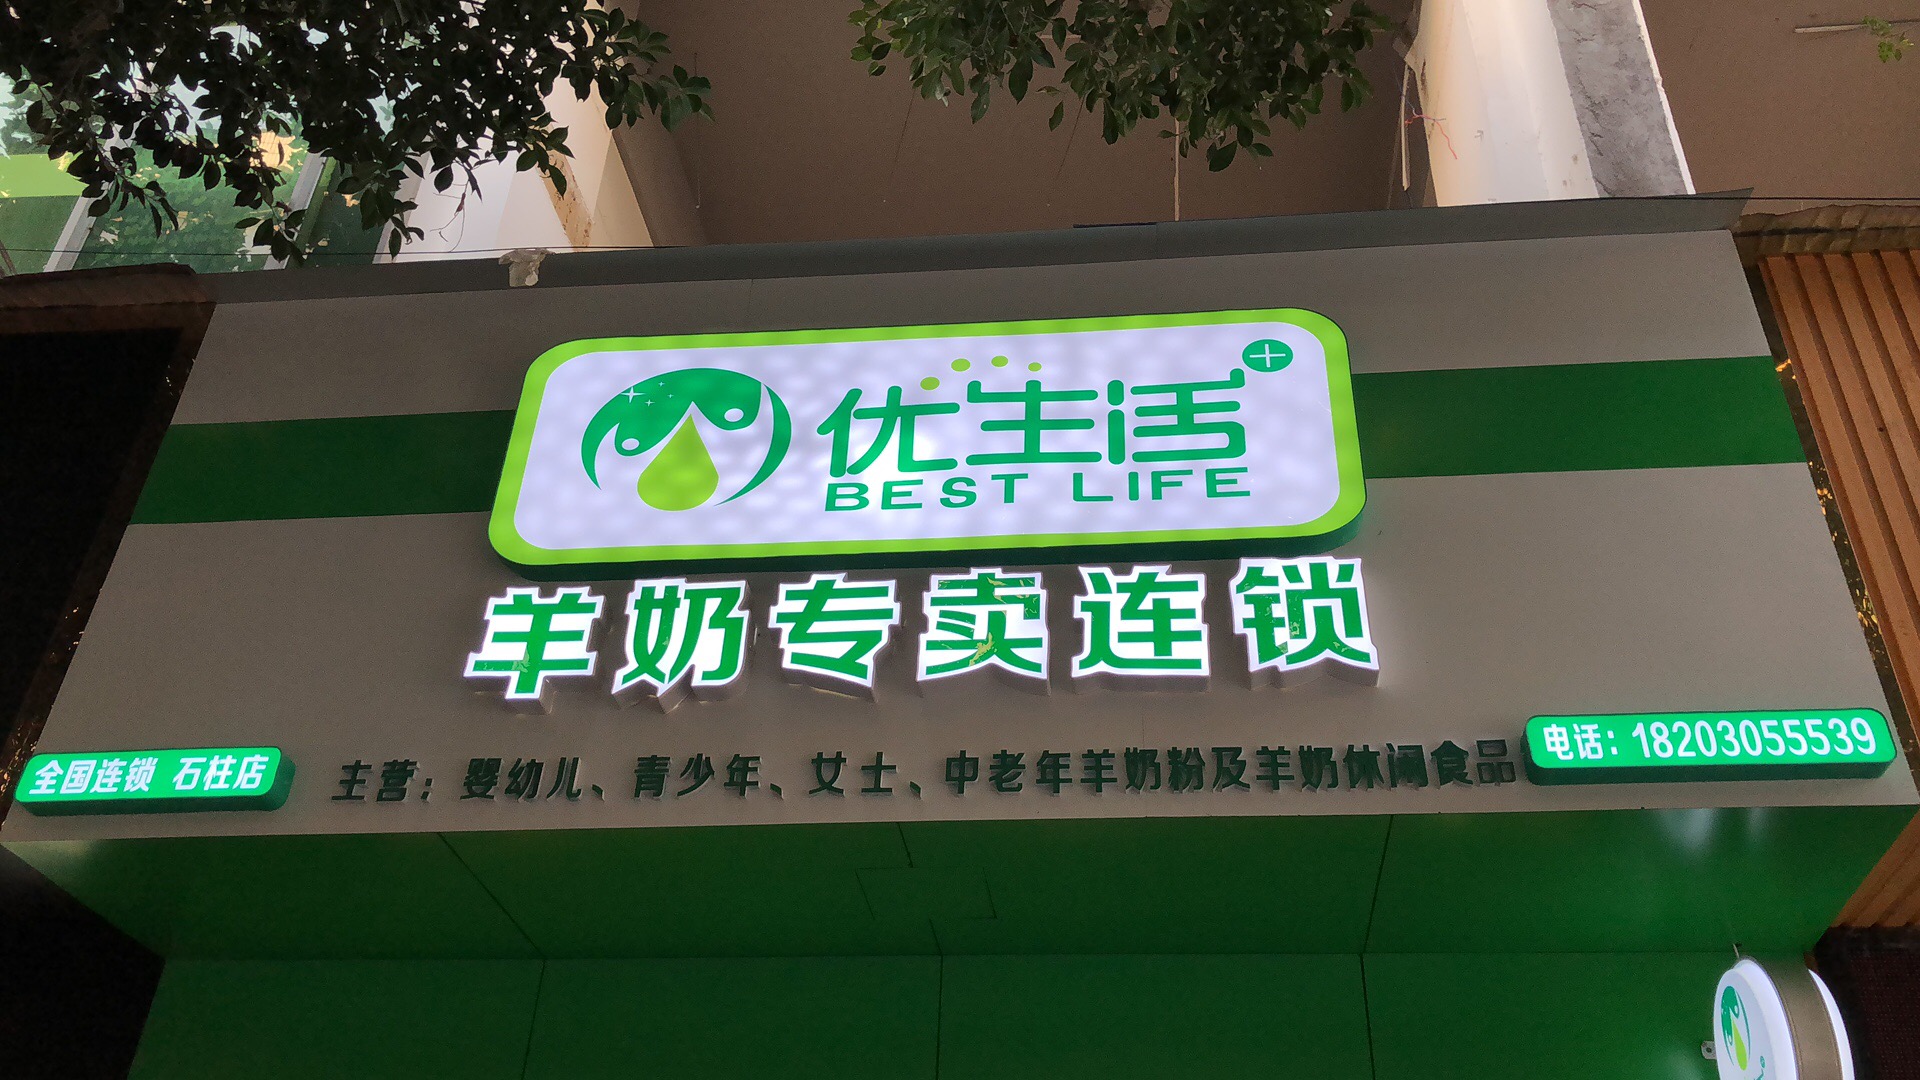 优生活+
BEST LIFE
羊奶专卖连锁
全国连锁 石柱店
主营：婴幼儿、青少年、女士、中老年羊奶粉及羊奶休闲食品
电话：18203055539